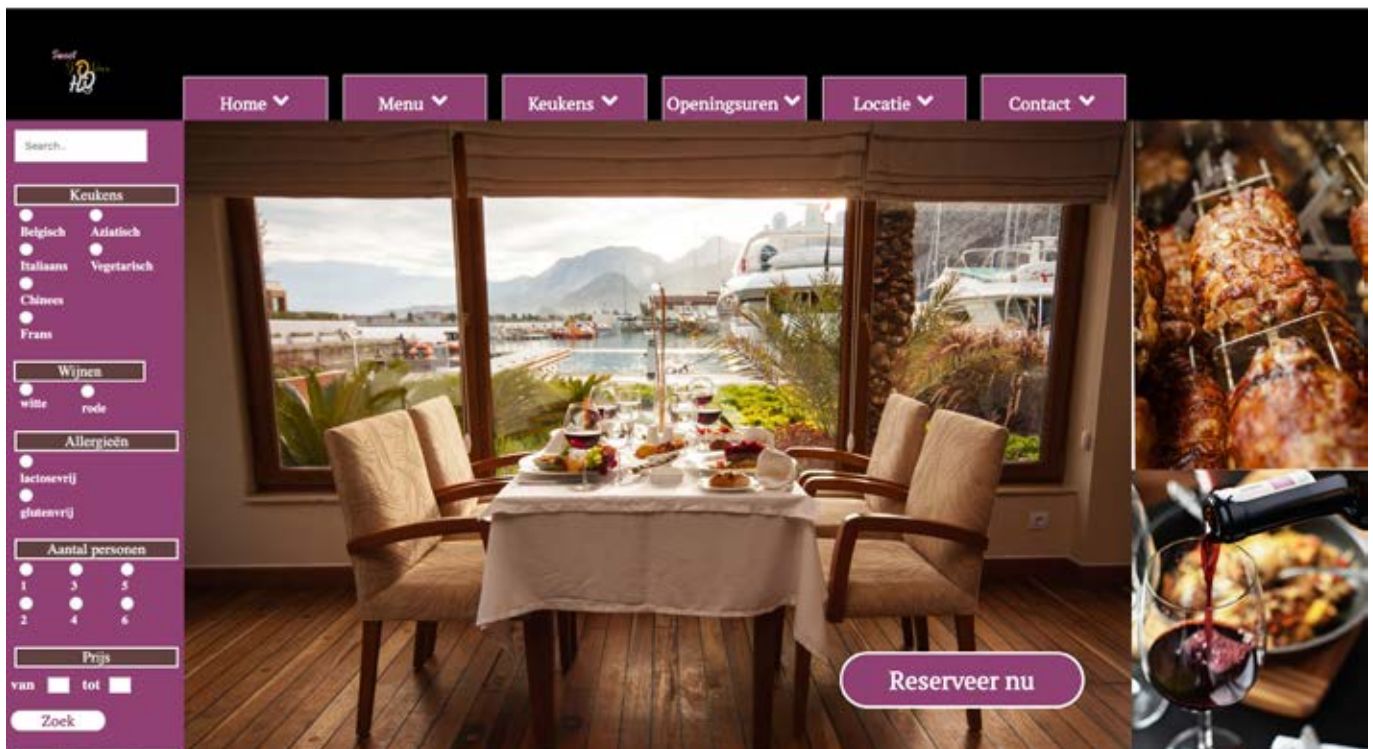 Sweet
Home
Menu
Keukens
Openingsuren
Locatie
Contact
Search..
Keukens
Belgisch Aziatisch
Italiaans Vegetarisch
Chinees
Frans
Wijnen
witte rode
Allergieën
lactosevrij
glutenvrij
Aantal personen
1 3 5
2 4 6
Prijs
van tot
Zoek
Reserveer nu